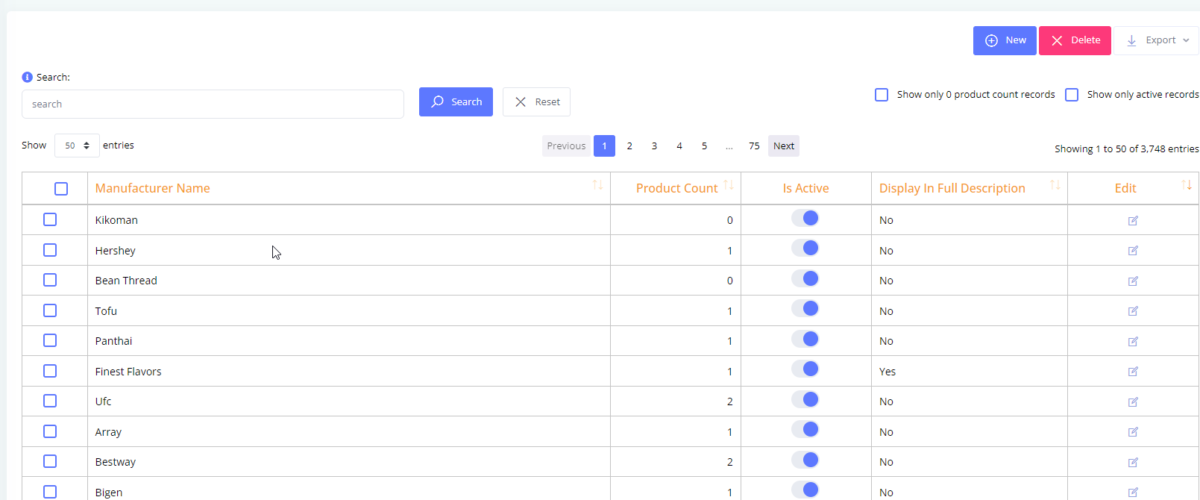 New Delete Export
Search:
search Search Reset Show only 0 product count records Show only active records
Show 50 entries Previous 1 2 3 4 5 ... 75 Next Showing 1 to 50 of 3,748 entries
Manufacturer Name Product Count Is Active Display In Full Description Edit
Kikoman 0 No
Hershey 1 No
Bean Thread 0 No
Tofu 1 No
Panthai 1 No
Finest Flavors 1 Yes
Ufc 2 No
Array 1 No
Bestway 2 No
Bigen 1 No